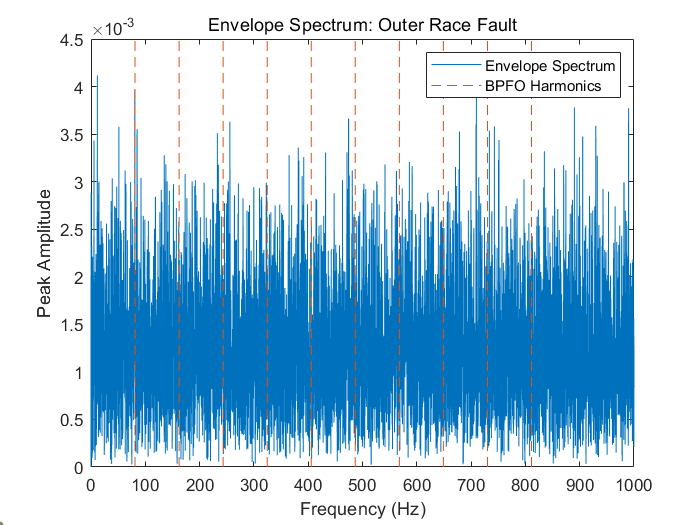 Envelope Spectrum: Outer Race Fault
×10⁻³
4.5
4
3.5
3
2.5
2
1.5
1
0.5
0
Peak Amplitude
Envelope Spectrum
BPFO Harmonics
0 100 200 300 400 500 600 700 800 900 1000
Frequency (Hz)